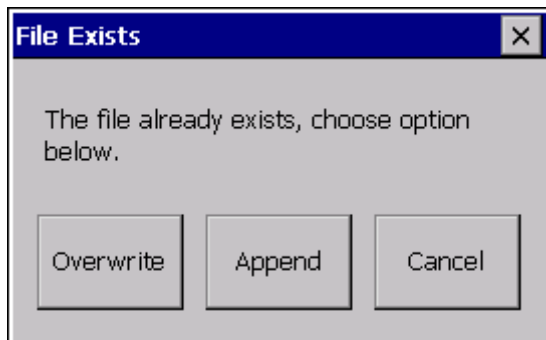 File Exists
The file already exists, choose option
below.
Overwrite Append Cancel